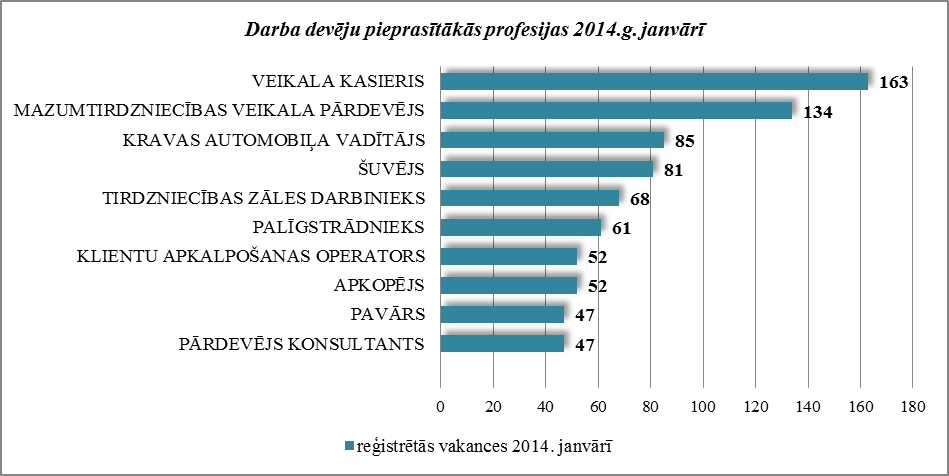 Darba devēju pieprasītākās profesijas 2014.g. janvārī
VEIKALA KASIERIS 163
MAZUMTIRDZNIECĪBAS VEIKALA PĀRDEVĒJS 134
KRAVAS AUTOMOBIĻA VADĪTĀJS 85
ŠUVĒJS 81
TIRDZNIECĪBAS ZĀLES DARBINIEKS 68
PALĪGSTRĀDNIEKS 61
KLIENTU APKALPOŠANAS OPERATORS 52
APKOPĒJS 52
PAVĀRS 47
PĀRDEVĒJS KONSULTANTS 47
0 20 40 60 80 100 120 140 160 180
reģistrētās vakances 2014. janvārī